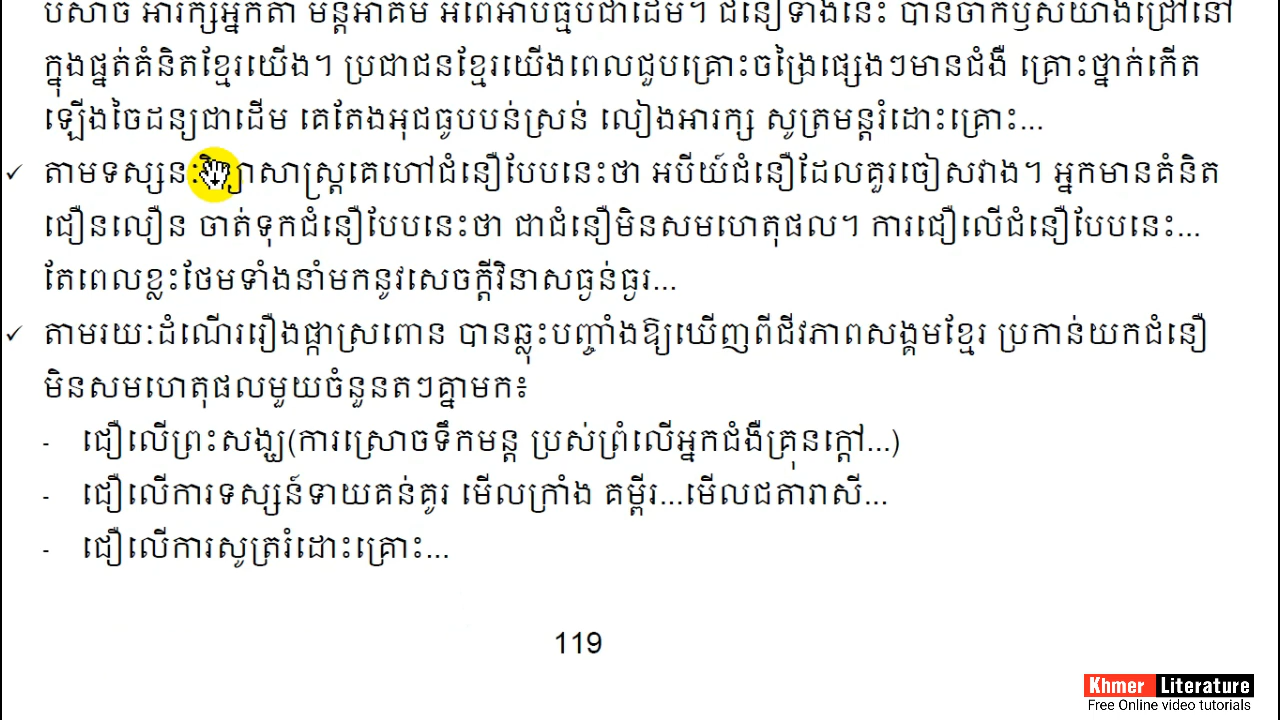 បិសាច អារក្សអ្នកតា មន្តអាគម អំពើអាបធ្មប់ជាដើម។ ជំនឿទាំងនេះ បានចាក់ឫសយ៉ាងជ្រៅនៅ
ក្នុងផ្នត់គំនិតខ្មែរយើង។ ប្រជាជនខ្មែរយើងពេលជួបគ្រោះចង្រៃផ្សេងៗមានជំងឺ គ្រោះថ្នាក់កើត
ឡើងចៃដន្យជាដើម គេតែងអុជធូបបន់ស្រន់ លៀងអារក្ស សូត្រមន្តរំដោះគ្រោះ...
✓ តាមទស្សនៈវិទ្យាសាស្ត្រគេហៅជំនឿបែបនេះថា អបីយ៍ជំនឿដែលគួរចៀសវាង។ អ្នកមានគំនិត
ជឿនលឿន ចាត់ទុកជំនឿបែបនេះថា ជាជំនឿមិនសមហេតុផល។ ការជឿលើជំនឿបែបនេះ...
តែពេលខ្លះថែមទាំងនាំមកនូវសេចក្តីវិនាសធ្ងន់ធ្ងរ...
✓ តាមរយៈដំណើររឿងផ្កាស្រពោន បានឆ្លុះបញ្ចាំងឱ្យឃើញពីជីវភាពសង្គមខ្មែរ ប្រកាន់យកជំនឿ
មិនសមហេតុផលមួយចំនួនតៗគ្នាមក៖
- ជឿលើព្រះសង្ឃ(ការស្រោចទឹកមន្ត ប្រស់ព្រំលើអ្នកជំងឺគ្រុនក្តៅ...)
- ជឿលើការទស្សន៍ទាយគន់គូរ មើលក្រាំង គម្ពីរ...មើលជតារាសី...
- ជឿលើការសូត្ររំដោះគ្រោះ...
119
Khmer Literature
Free Online video tutorials